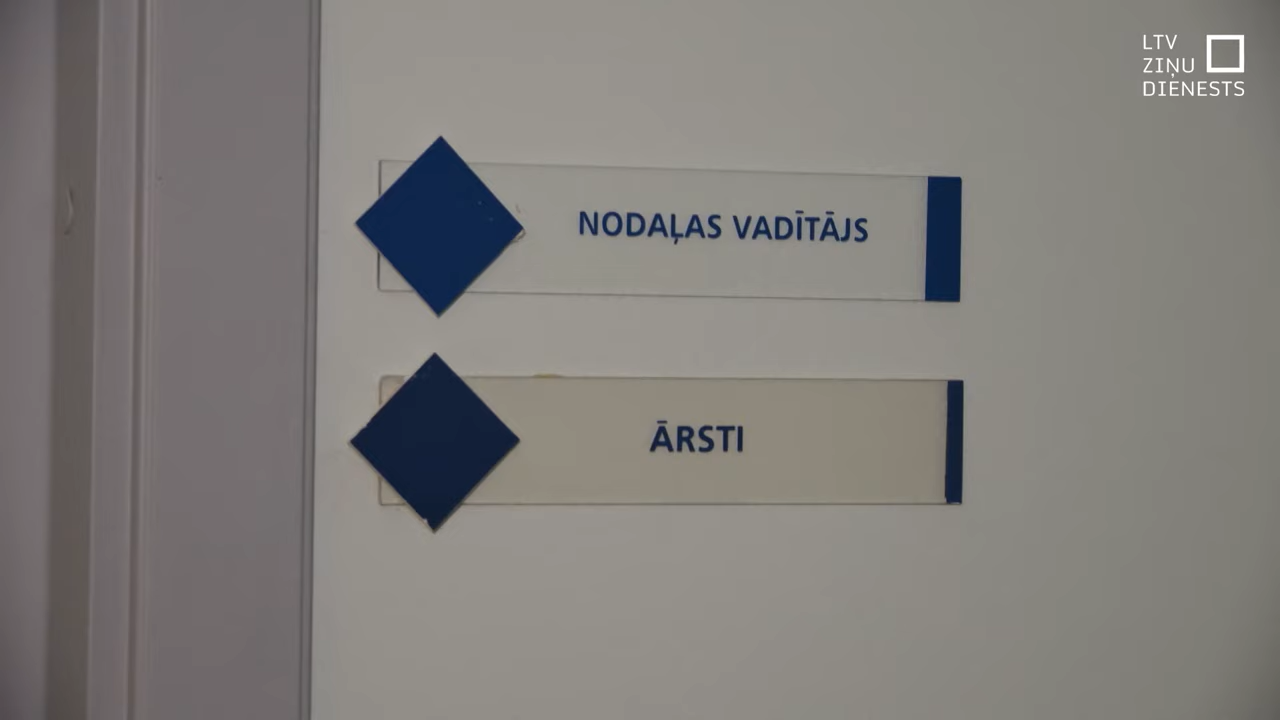 LTV
ZIŅU
DIENESTS
NODAĻAS VADĪTĀJS
ĀRSTI